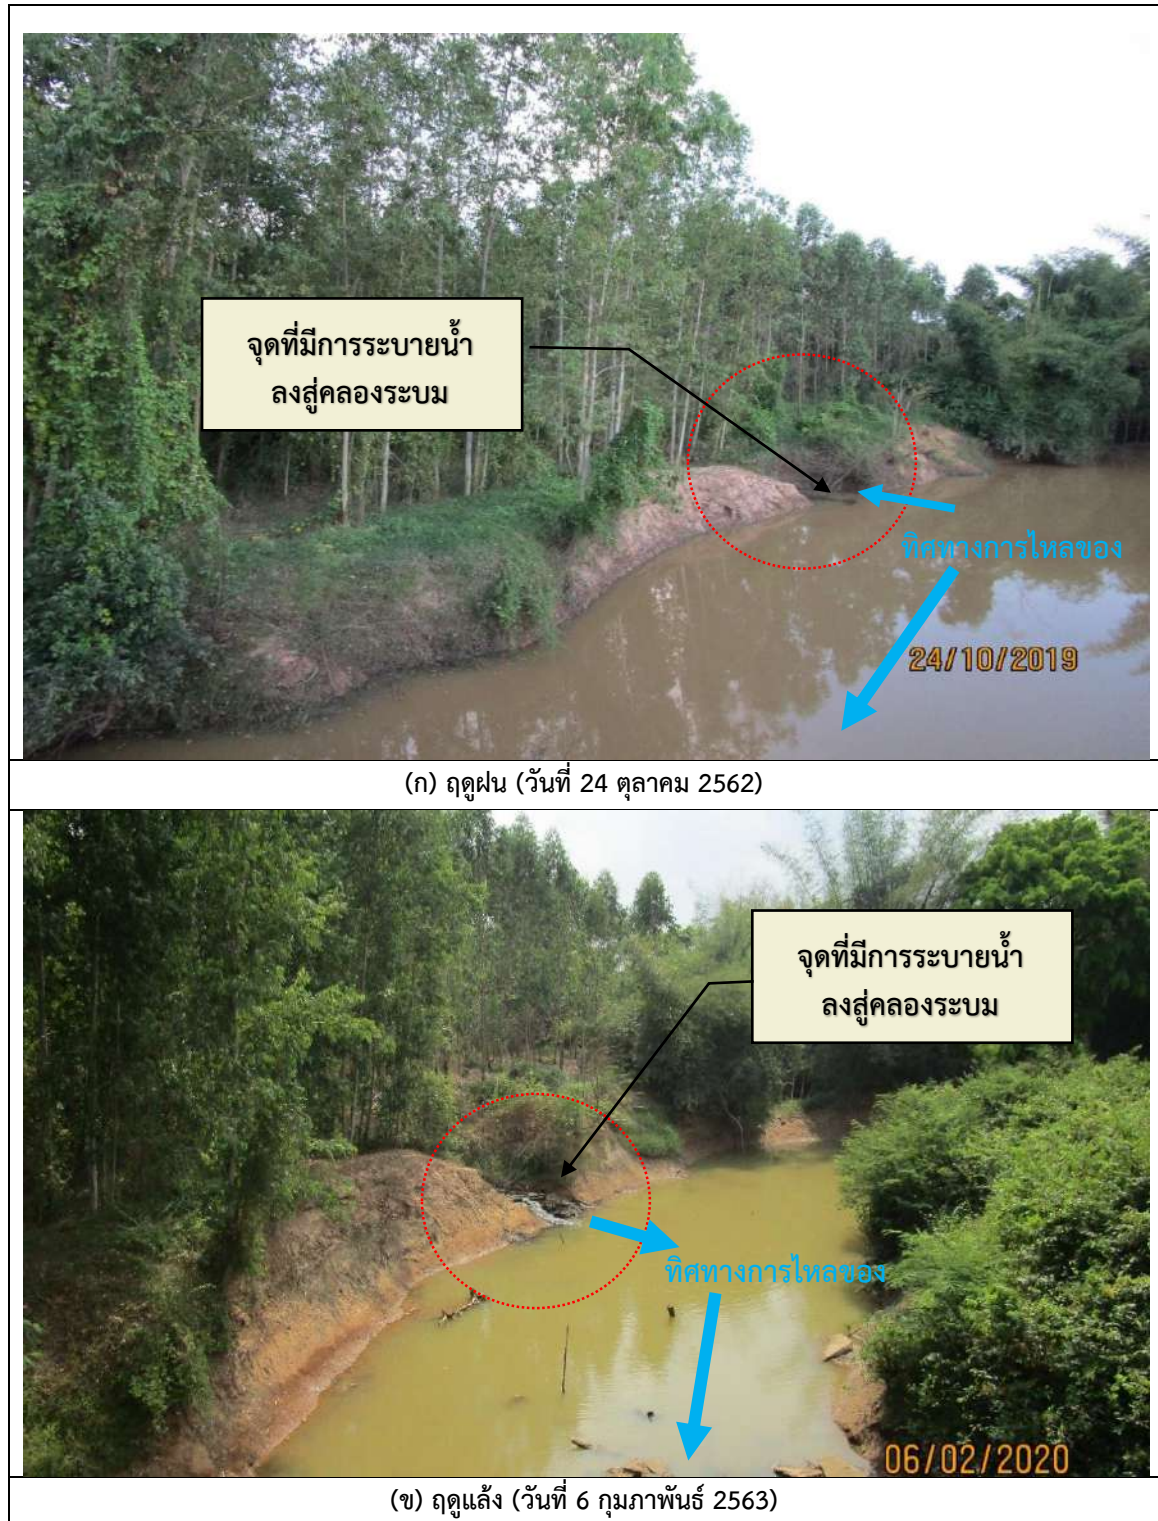 จุดที่มีการระบายน้ำ
ลงสู่คลองระบม
ทิศทางการไหลของ
24/10/2019
(ก) ฤดูฝน (วันที่ 24 ตุลาคม 2562)
จุดที่มีการระบายน้ำ
ลงสู่คลองระบม
ทิศทางการไหลของ
06/02/2020
(ข) ฤดูแล้ง (วันที่ 6 กุมภาพันธ์ 2563)